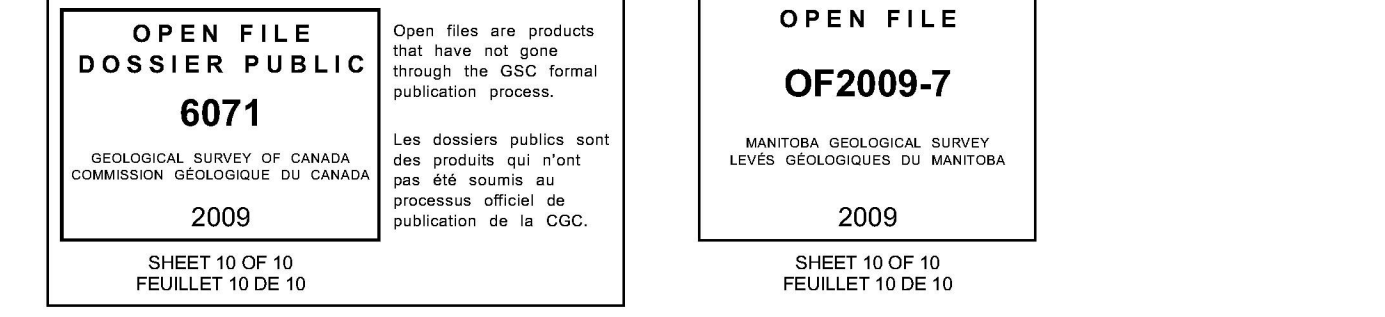 OPEN FILE
DOSSIER PUBLIC
6071
GEOLOGICAL SURVEY OF CANADA
COMMISSION GÉOLOGIQUE DU CANADA
2009
SHEET 10 OF 10
FEUILLET 10 DE 10
Open files are products
that have not gone
through the GSC formal
publication process.
Les dossiers publics sont
des produits qui n'ont
pas été soumis au
processus officiel de
publication de la CGC.
OPEN FILE
OF2009-7
MANITOBA GEOLOGICAL SURVEY
LEVÉS GÉOLOGIQUES DU MANITOBA
2009
SHEET 10 OF 10
FEUILLET 10 DE 10